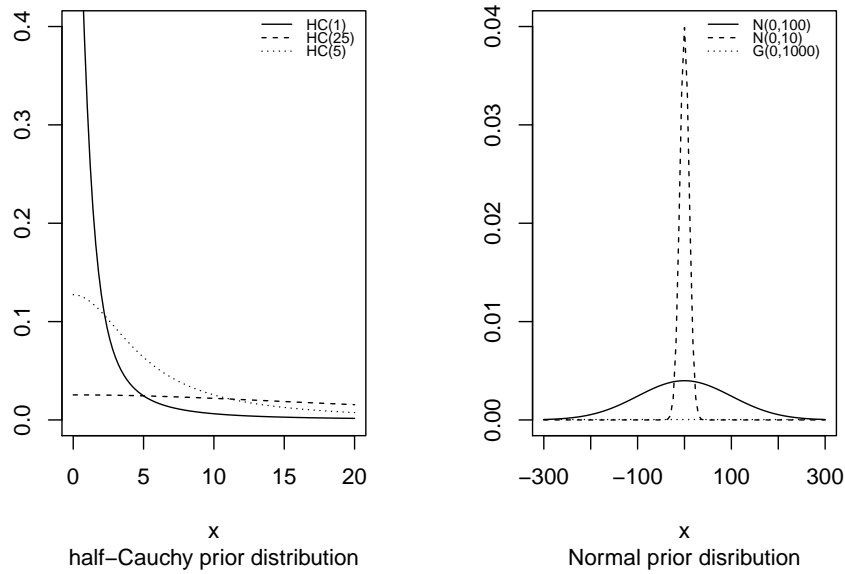 0.4
0.3
0.2
0.1
0.0
HC(1)
HC(25)
HC(5)
0 5 10 15 20
x
half−Cauchy prior distribution
0.04
0.03
0.02
0.01
0.00
N(0,100)
N(0,10)
G(0,1000)
−300 −100 100 300
x
Normal prior disribution